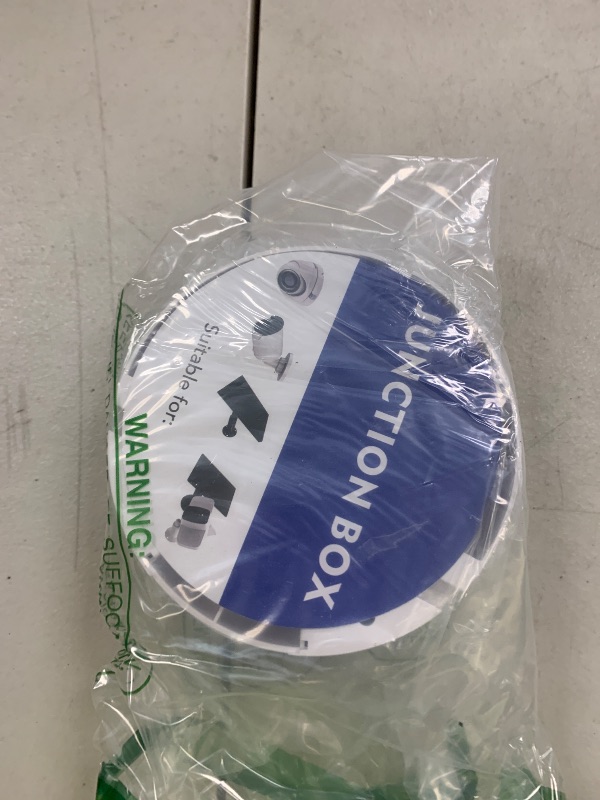 JUNCTION BOX
Suitable for:
WARNING: